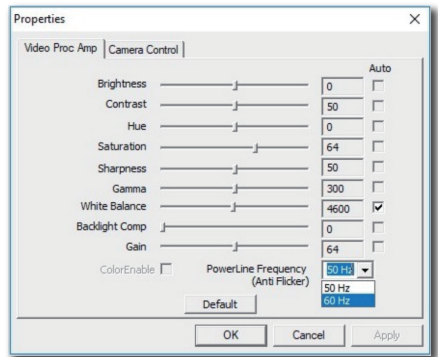 Properties
Video Proc Amp Camera Control
Auto
Brightness 0
Contrast 50
Hue 0
Saturation 64
Sharpness 50
Gamma 300
White Balance 4600
Backlight Comp 0
Gain 64
ColorEnable PowerLine Frequency 50 Hz
(Anti Flicker)
50 Hz
60 Hz
Default
OK Cancel Apply